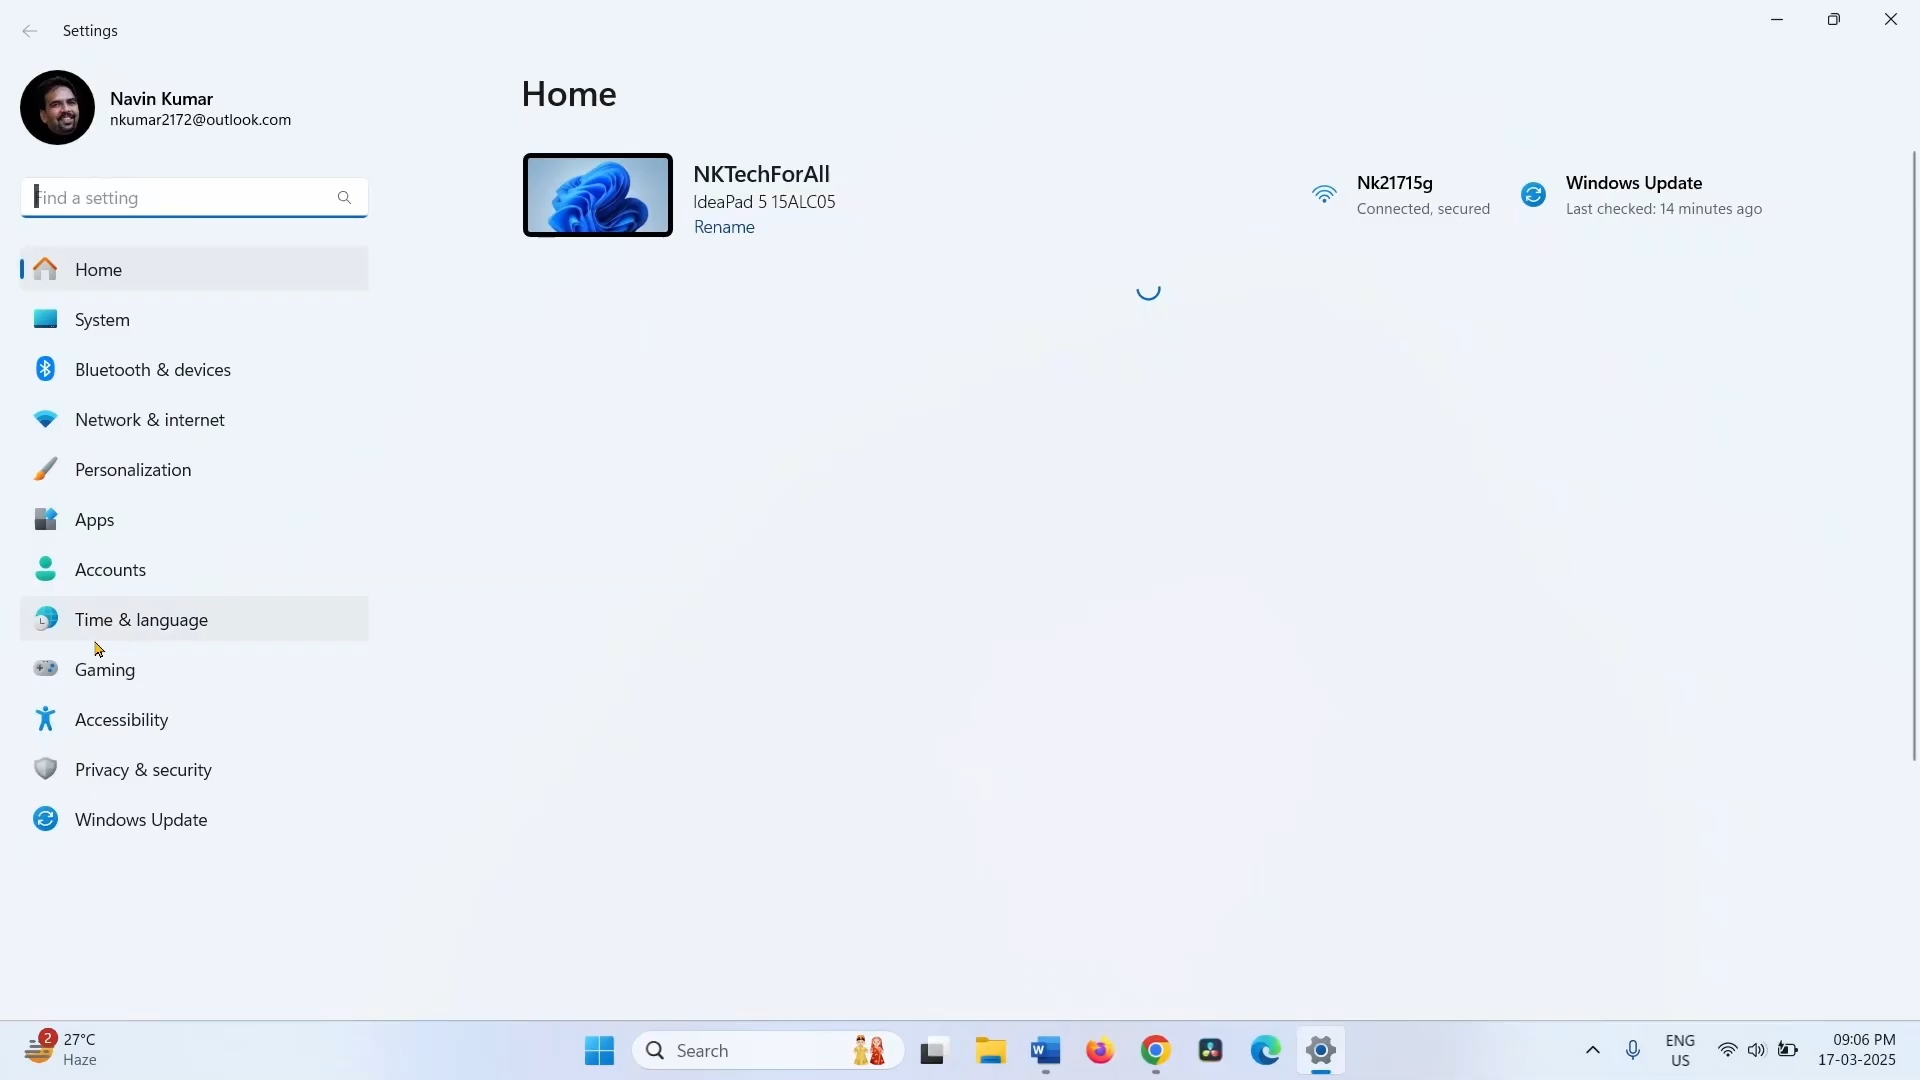 Settings
Navin Kumar
nkumar2172@outlook.com
Find a setting
Home
System
Bluetooth & devices
Network & internet
Personalization
Apps
Accounts
Time & language
Gaming
Accessibility
Privacy & security
Windows Update
Home
NKTechForAll
IdeaPad 5 15ALC05
Rename
Nk21715g
Connected, secured
Windows Update
Last checked: 14 minutes ago
2
27°C
Haze
Search
W
ENG
US
09:06 PM
17-03-2025